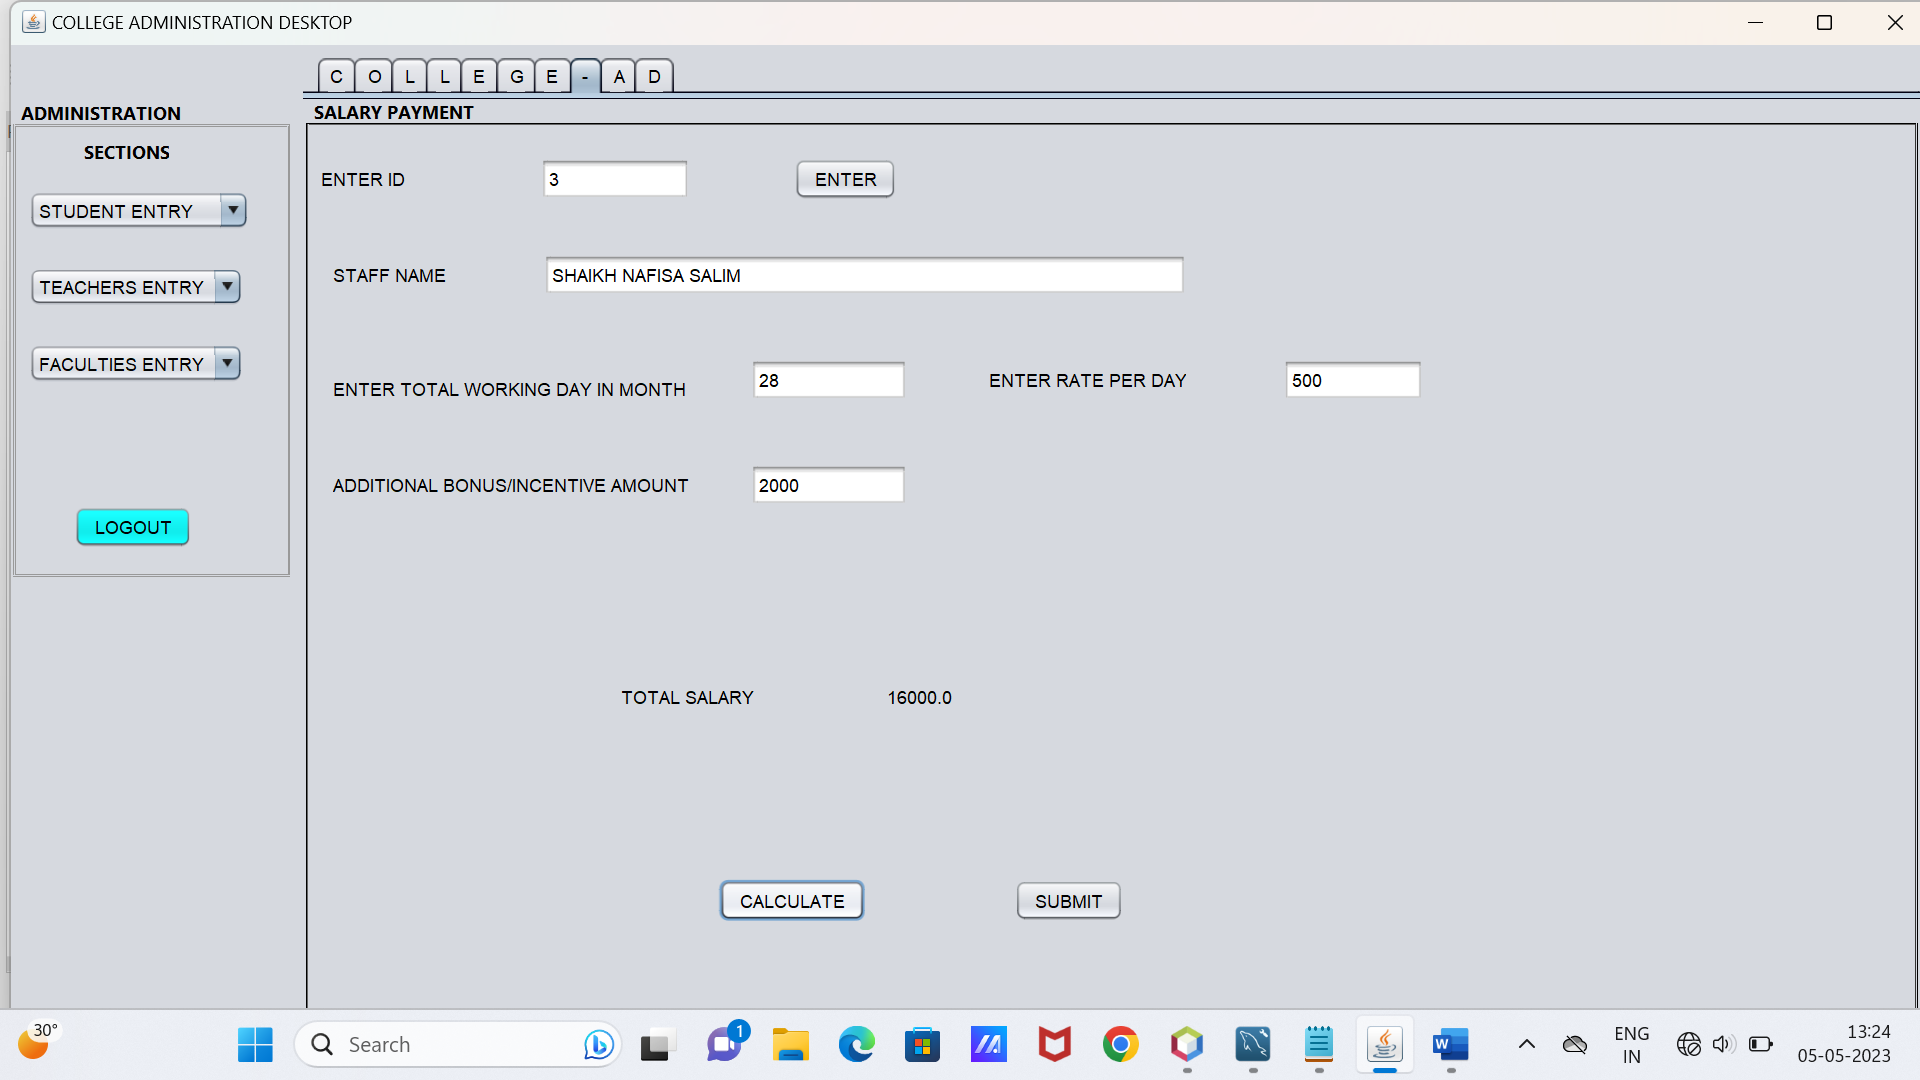 COLLEGE ADMINISTRATION DESKTOP
C O L L E G E - A D
ADMINISTRATION
SALARY PAYMENT
SECTIONS
STUDENT ENTRY
TEACHERS ENTRY
FACULTIES ENTRY
LOGOUT
ENTER ID 3 ENTER
STAFF NAME SHAIKH NAFISA SALIM
ENTER TOTAL WORKING DAY IN MONTH 28 ENTER RATE PER DAY 500
ADDITIONAL BONUS/INCENTIVE AMOUNT 2000
TOTAL SALARY 16000.0
CALCULATE SUBMIT
30° Search 1 W ENG 13:24
IN 05-05-2023